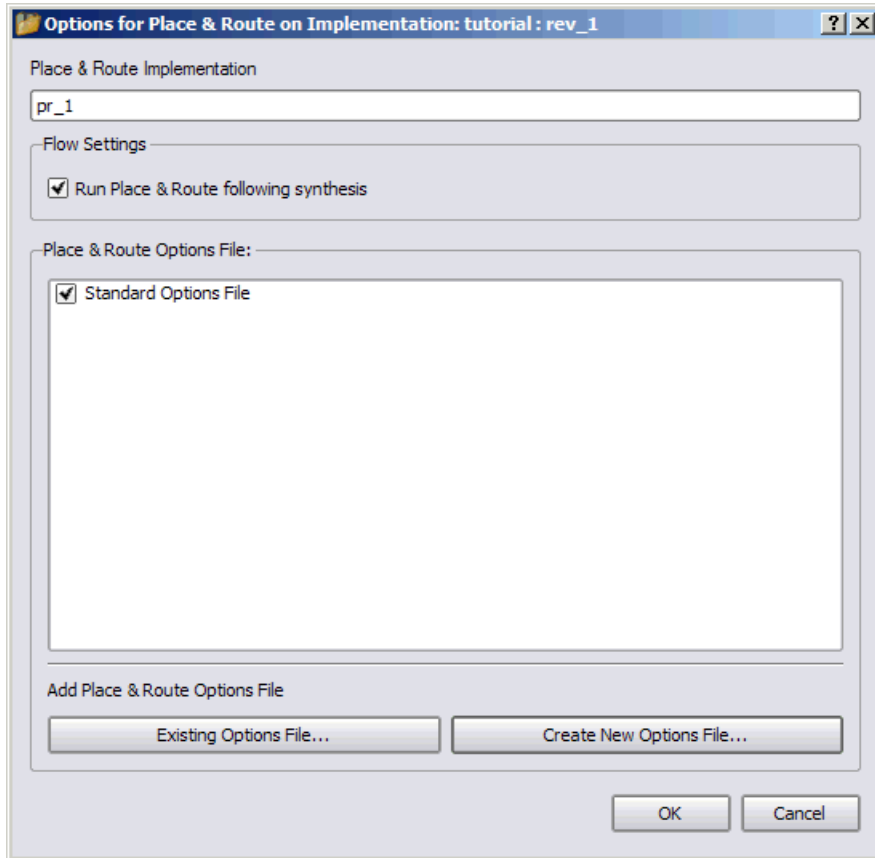 Options for Place & Route on Implementation: tutorial : rev_1
Place & Route Implementation
pr_1
Flow Settings
Run Place & Route following synthesis
Place & Route Options File:
Standard Options File
Add Place & Route Options File
Existing Options File...
Create New Options File...
OK
Cancel